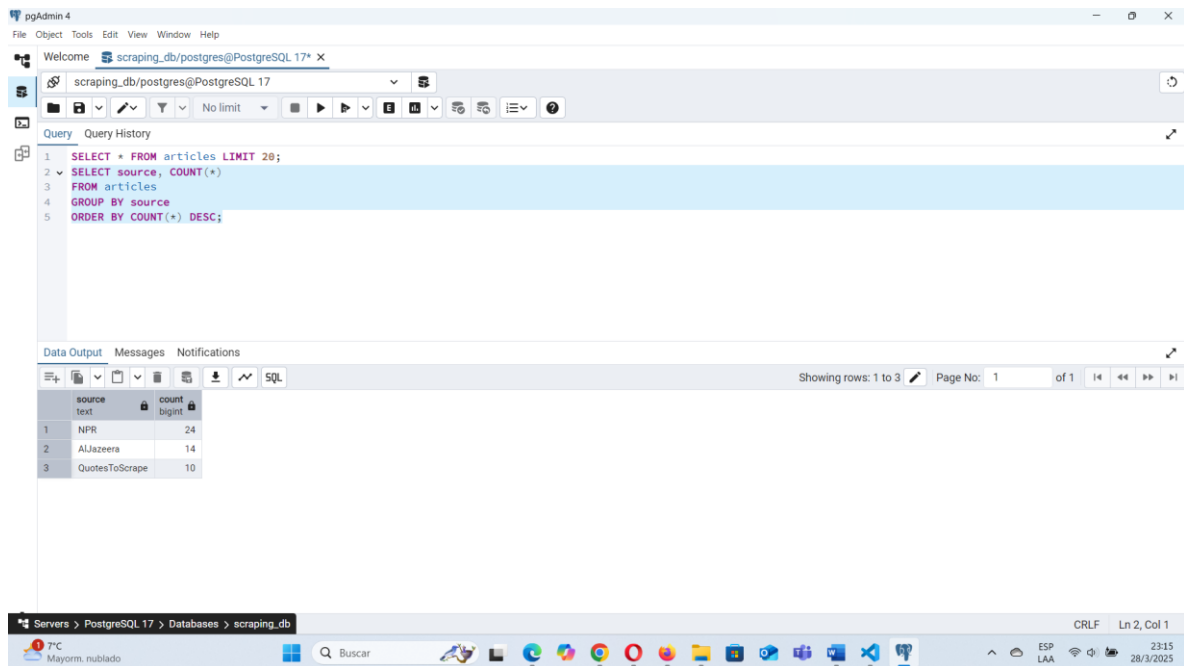 pgAdmin 4
File Object Tools Edit View Window Help
Welcome scraping_db/postgres@PostgreSQL 17*
scraping_db/postgres@PostgreSQL 17
No limit
E
Query Query History
1 SELECT * FROM articles LIMIT 20;
2 SELECT source, COUNT(*)
3 FROM articles
4 GROUP BY source
5 ORDER BY COUNT(*) DESC;
Data Output Messages Notifications
SQL Showing rows: 1 to 3 Page No: 1 of 1
source count
text bigint
1 NPR 24
2 AlJazeera 14
3 QuotesToScrape 10
Servers > PostgreSQL 17 > Databases > scraping_db CRLF Ln 2, Col 1
1 7°C Buscar ESP 23:15
Mayorm. nublado LAA 28/3/2025